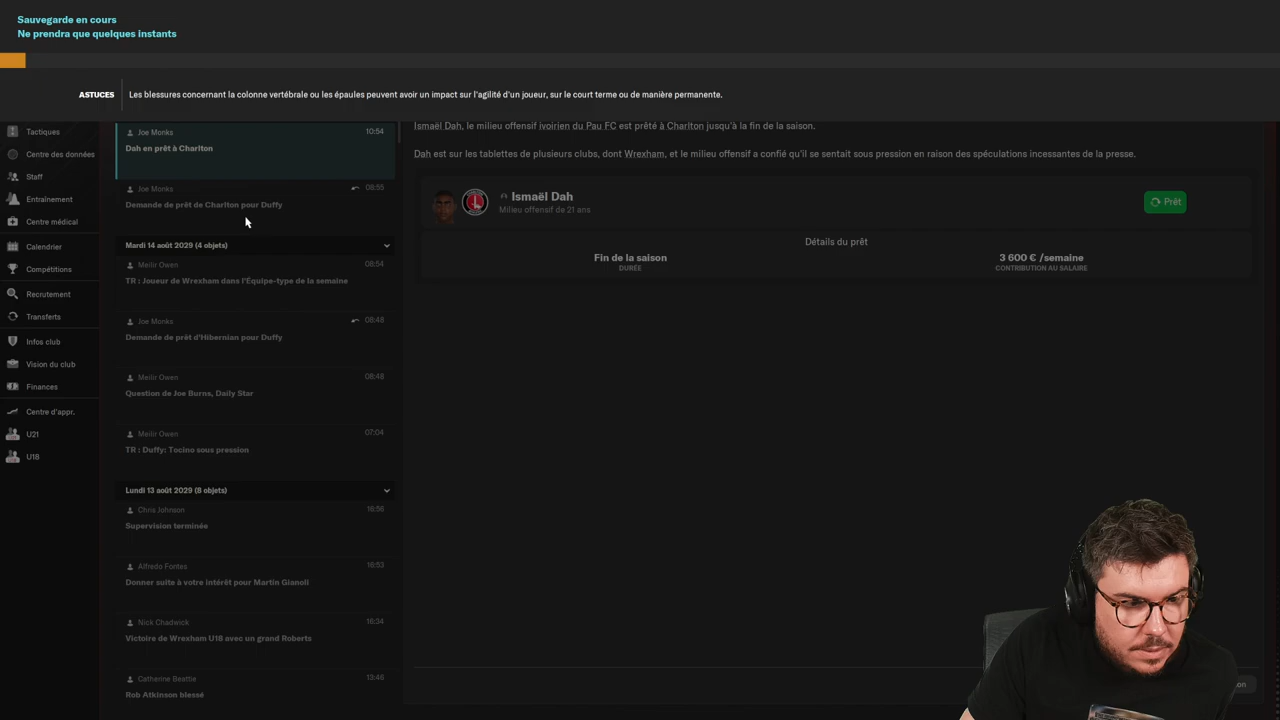 Sauvegarde en cours
Ne prendra que quelques instants
ASTUCES
Les blessures concernant la colonne vertébrale ou les épaules peuvent avoir un impact sur l'agilité d'un joueur, sur le court terme ou de manière permanente.
Tactiques
Centre des données
Staff
Entraînement
Centre médical
Calendrier
Compétitions
Recrutement
Transferts
Infos club
Vision du club
Finances
Centre d'appr.
U21
U18
Joe Monks 10:54
Dah en prêt à Charlton
Joe Monks 08:55
Demande de prêt de Charlton pour Duffy
Mardi 14 août 2029 (4 objets)
Meilir Owen 08:54
TR : Joueur de Wrexham dans l'Équipe-type de la semaine
Joe Monks 08:48
Demande de prêt d'Hibernian pour Duffy
Meilir Owen 08:48
Question de Joe Burns, Daily Star
Meilir Owen 07:04
TR : Duffy: Tocino sous pression
Lundi 13 août 2029 (8 objets)
Chris Johnson 16:56
Supervision terminée
Alfredo Fontes 16:53
Donner suite à votre intérêt pour Martin Gianoli
Nick Chadwick 16:34
Victoire de Wrexham U18 avec un grand Roberts
Catherine Beattie 13:46
Rob Atkinson blessé
Ismaël Dah, le milieu offensif ivoirien du Pau FC est prêté à Charlton jusqu'à la fin de la saison.
Dah est sur les tablettes de plusieurs clubs, dont Wrexham, et le milieu offensif a confié qu'il se sentait sous pression en raison des spéculations incessantes de la presse.
Ismaël Dah
Milieu offensif de 21 ans
Prêt
Détails du prêt
Fin de la saison 3 600 € /semaine
DURÉE CONTRIBUTION AU SALAIRE